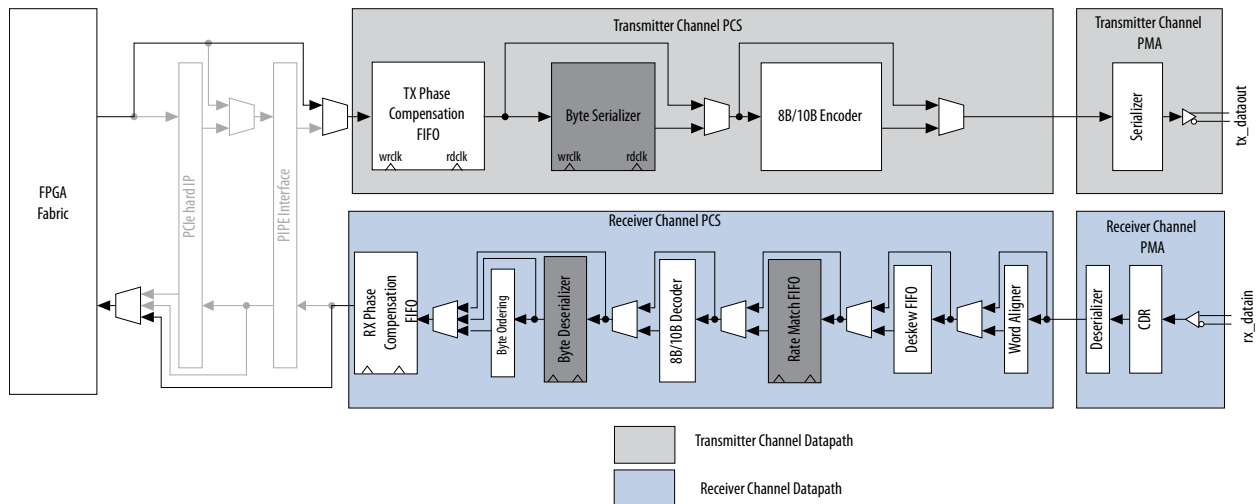 Transmitter Channel PCS
Transmitter Channel
PMA
TX Phase
Compensation
FIFO
wrclk
rdclk
Byte Serializer
wrclk
rdclk
8B/10B Encoder
Serializer
tx_dataout
FPGA
Fabric
PCIe hard IP
PIPE Interface
Receiver Channel PCS
Receiver Channel
PMA
RX Phase
Compensation
FIFO
Byte Ordering
Byte Deserializer
8B/10B Decoder
Rate Match FIFO
Deskew FIFO
Word Aligner
Deserializer
CDR
rx_datain
Transmitter Channel Datapath
Receiver Channel Datapath